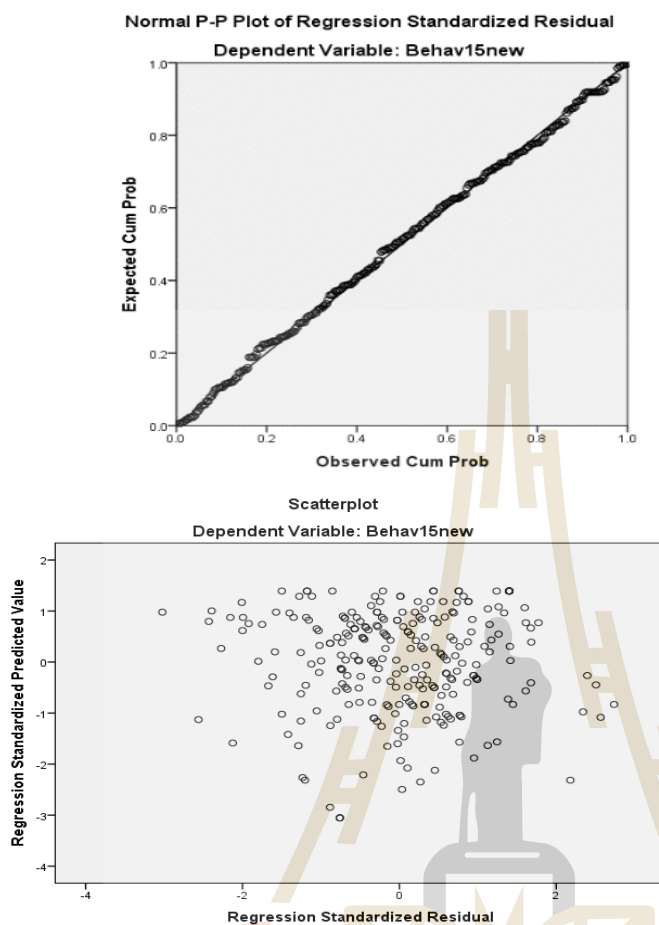 Normal P-P Plot of Regression Standardized Residual
Dependent Variable: Behav15new
1.0
0.8
0.6
0.4
0.2
0.0
Expected Cum Prob
0.0 0.2 0.4 0.6 0.8 1.0
Observed Cum Prob
Scatterplot
Dependent Variable: Behav15new
2
1
0
-1
-2
-3
-4
Regression Standardized Predicted Value
-4 -2 0 2
Regression Standardized Residual